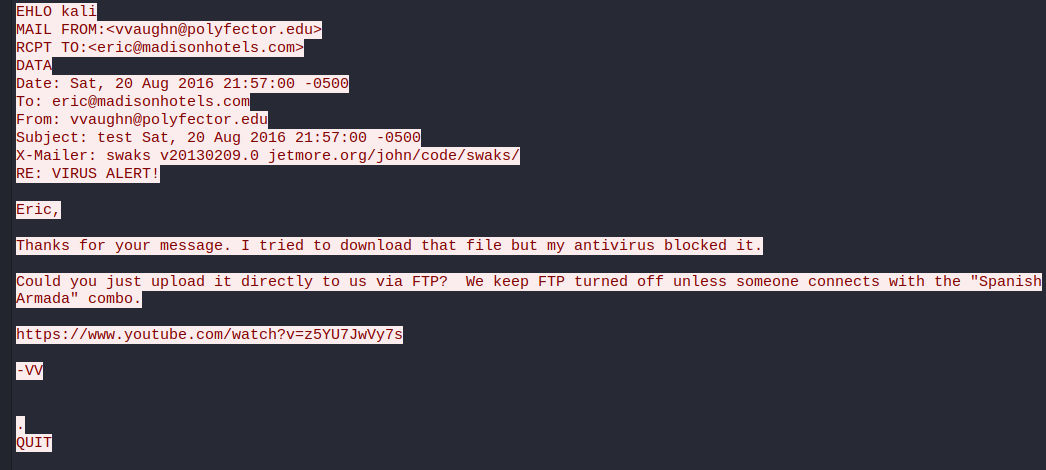 EHLO kali
MAIL FROM:<vvaughn@polyfector.edu>
RCPT TO:<eric@madisonhotels.com>
DATA
Date: Sat, 20 Aug 2016 21:57:00 -0500
To: eric@madisonhotels.com
From: vvaughn@polyfector.edu
Subject: test Sat, 20 Aug 2016 21:57:00 -0500
X-Mailer: swaks v20130209.0 jetmore.org/john/code/swaks/
RE: VIRUS ALERT!
Eric,
Thanks for your message. I tried to download that file but my antivirus blocked it.
Could you just upload it directly to us via FTP?  We keep FTP turned off unless someone connects with the "Spanish
Armada" combo.
https://www.youtube.com/watch?v=z5YU7JwVy7s
-VV
.
QUIT